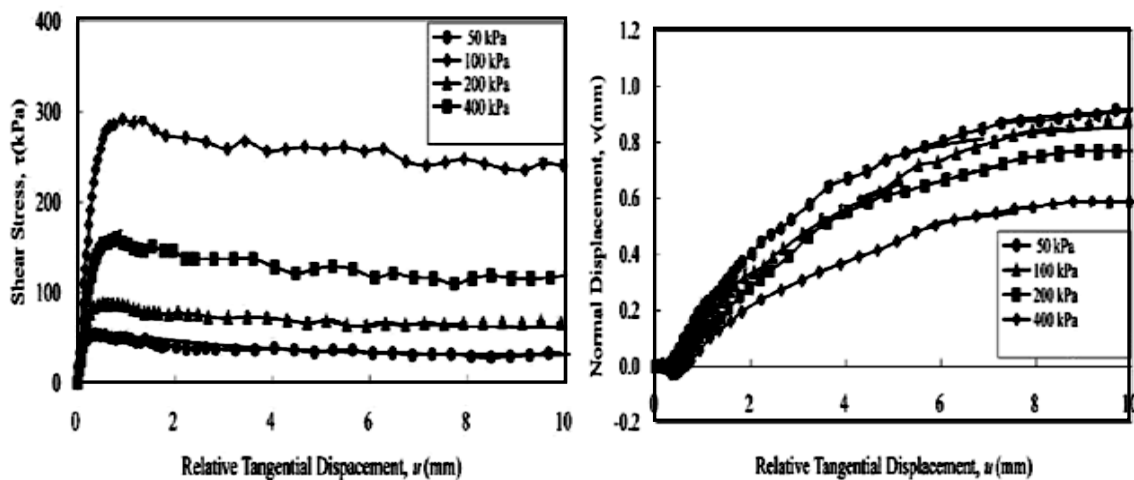 400
300
200
100
0
Shear Stress, τ(kPa)
50 kPa
100 kPa
200 kPa
400 kPa
0 2 4 6 8 10
Relative Tangential Dispacement, u (mm)
1.2
1.0
0.8
0.6
0.4
0.2
0.0
-0.2
Normal Displacement, v(mm)
50 kPa
100 kPa
200 kPa
400 kPa
0 2 4 6 8 10
Relative Tangential Displacement, u (mm)